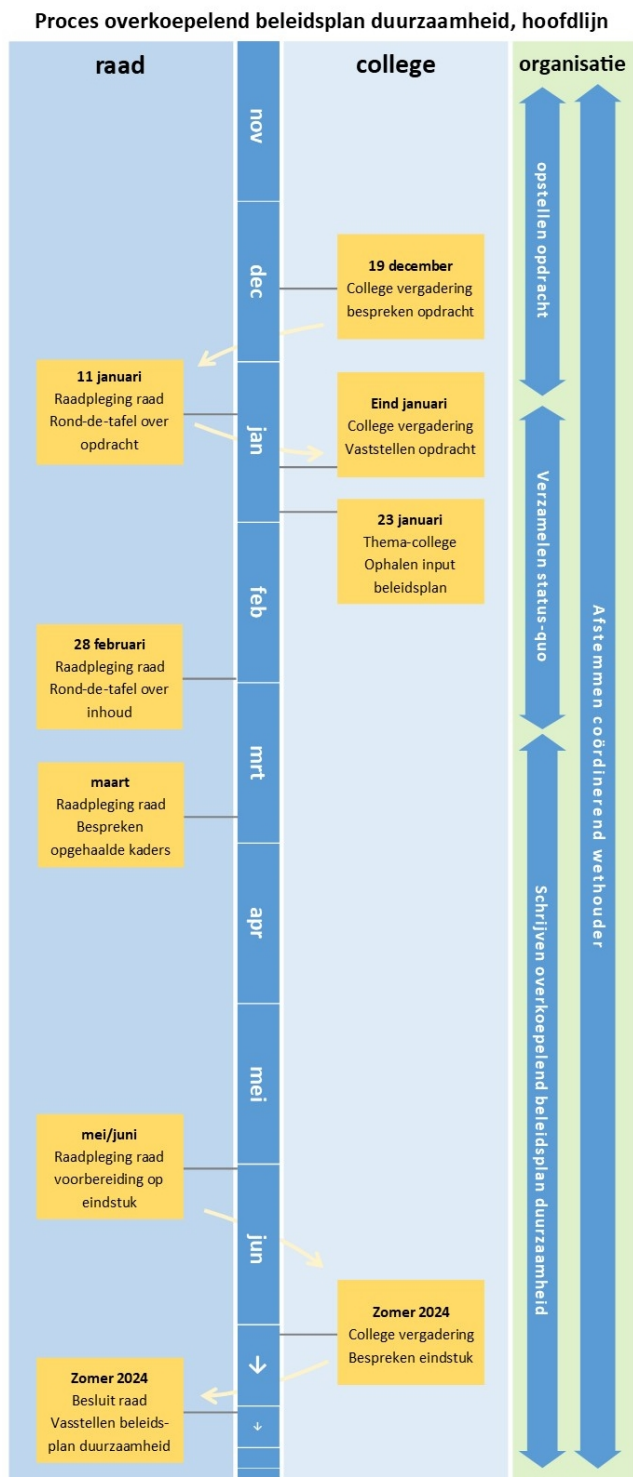 Proces overkoepelend beleidsplan duurzaamheid, hoofdlijn
raad
college
organisatie
nov
dec
jan
feb
mrt
apr
mei
jun
19 december
College vergadering
bespreken opdracht
11 januari
Raadpleging raad
Rond-de-tafel over
opdracht
Eind januari
College vergadering
Vaststellen opdracht
23 januari
Thema-college
Ophalen input
beleidsplan
28 februari
Raadpleging raad
Rond-de-tafel over
inhoud
maart
Raadpleging raad
Bespreken
opgehaalde kaders
mei/juni
Raadpleging raad
voorbereiding op
eindstuk
Zomer 2024
College vergadering
Bespreken eindstuk
Zomer 2024
Besluit raad
Vasstellen beleids-
plan duurzaamheid
opstellen opdracht
Verzamelen status-quo
Schrijven overkoepelend beleidsplan duurzaamheid
Afstemmen coördinerend wethouder